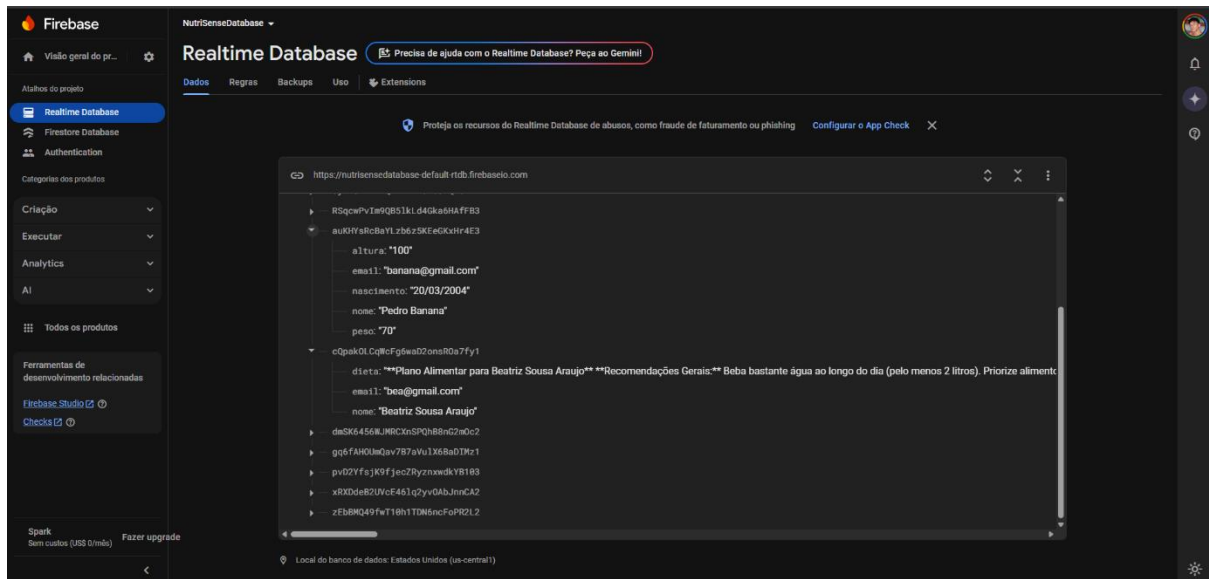 Firebase
Visão geral do pr...
Atalhos do projeto
Realtime Database
Firestore Database
Authentication
Categorias dos produtos
Criação
Executar
Analytics
AI
Todos os produtos
Ferramentas de
desenvolvimento relacionadas
Firebase Studio
Checks
Spark
Sem custos (US$ 0/mês)
Fazer upgrade
NutriSenseDatabase
Realtime Database
Precisa de ajuda com o Realtime Database? Peça ao Gemini!
Dados Regras Backups Uso Extensions
Proteja os recursos do Realtime Database de abusos, como fraude de faturamento ou phishing Configurar o App Check
https://nutrisensedatabase-default-rtdb.firebaseio.com
RSqcwPvIm9QB5lkLd4Gka6HAfFB3
auKHYsRcBaYLzb6z5KEeGKxHr4E3
altura: "100"
email: "banana@gmail.com"
nascimento: "20/03/2004"
nome: "Pedro Banana"
peso: "70"
cQpakOLCqWcFg6waD2onsROa7fy1
dieta: "**Plano Alimentar para Beatriz Sousa Araujo** **Recomendações Gerais:** Beba bastante água ao longo do dia (pelo menos 2 litros). Priorize alimento
email: "bea@gmail.com"
nome: "Beatriz Sousa Araujo"
dmSK6456WJMRCXnSPQhB8nG2mOc2
gq6fAHOUmQav7B7aVulX6BaDIMz1
pvD2YfsjK9fjecZRyznxwdkYB103
xRXDdeB2UVcE46lq2yvOAbJnnCA2
zEbBMQ49fwT10h1TDN6ncFoPR2L2
Local do banco de dados: Estados Unidos (us-central1)